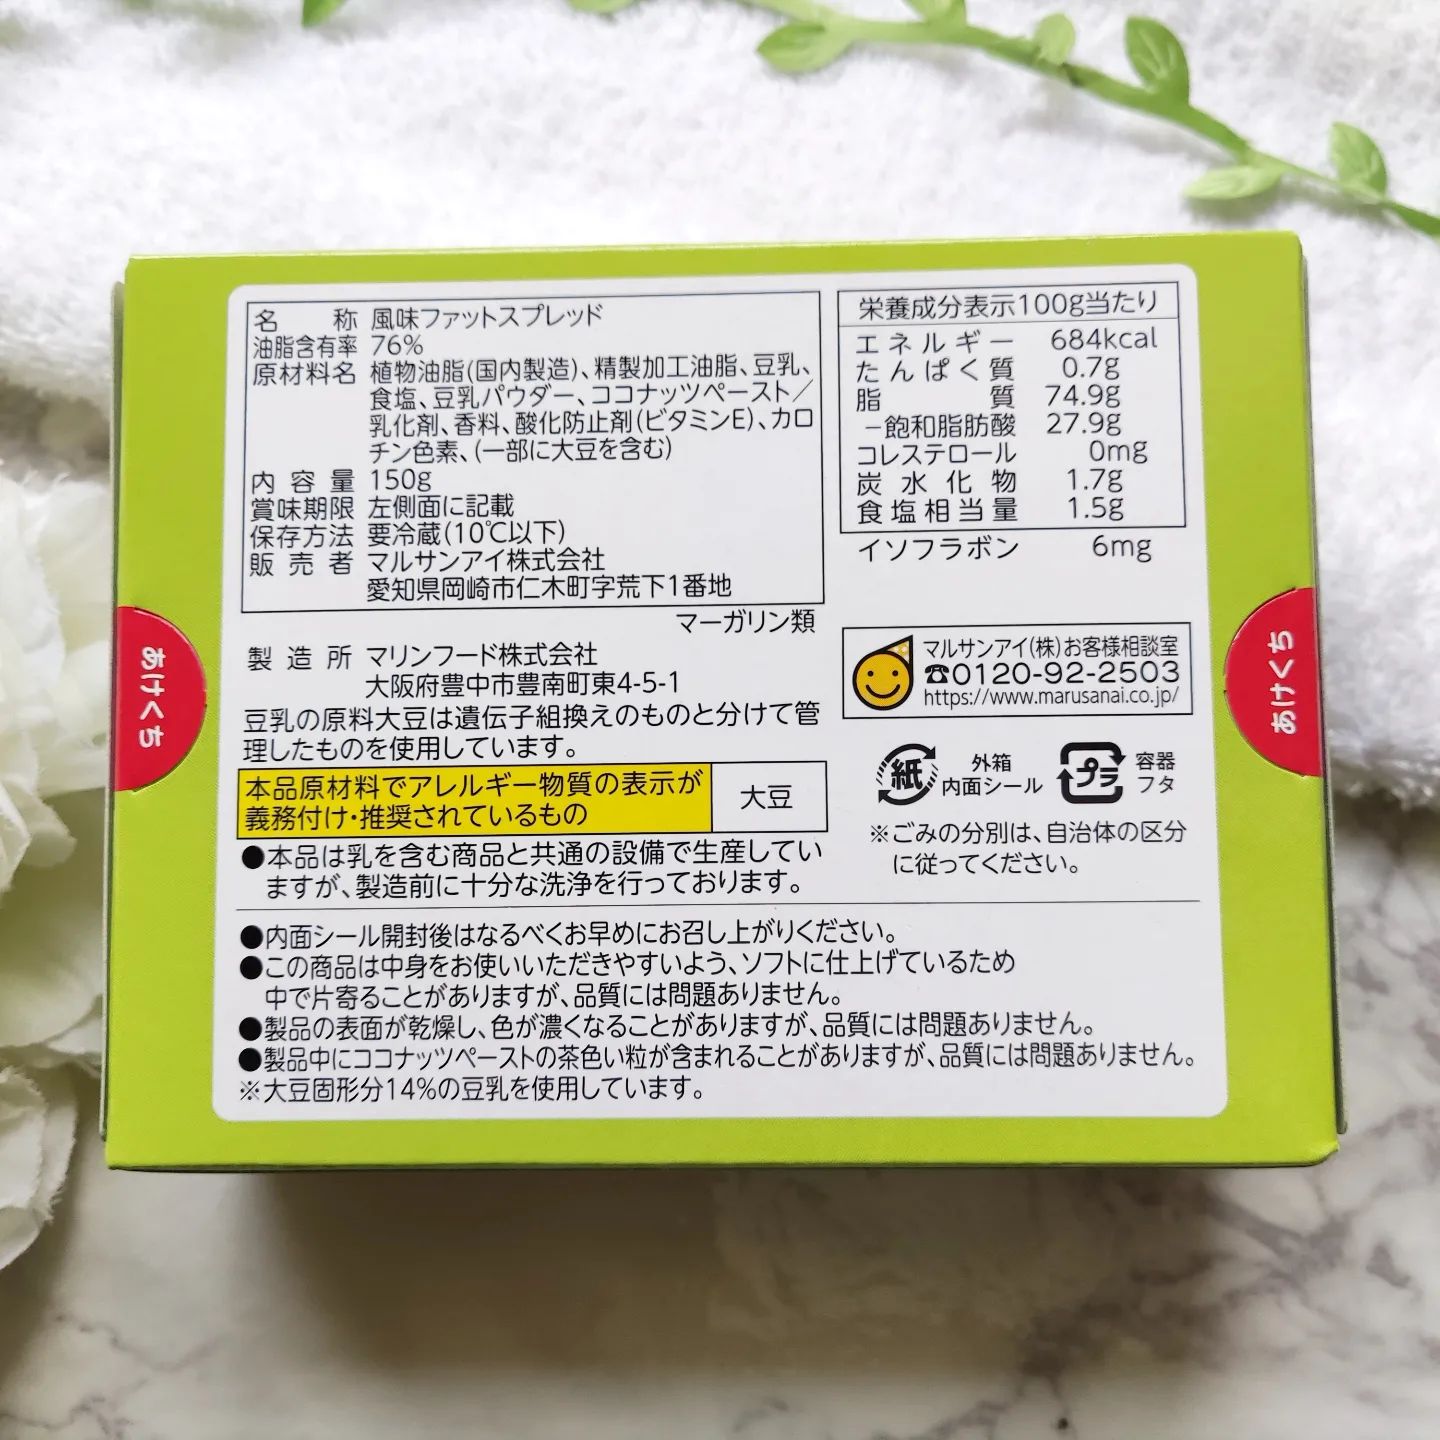 名称 風味ファットスプレッド
油脂含有率 76%
原材料名 植物油脂(国内製造)、精製加工油脂、豆乳、
食塩、豆乳パウダー、ココナッツペースト／
乳化剤、香料、酸化防止剤(ビタミンE)、カロ
チン色素、(一部に大豆を含む)
内容量 150g
賞味期限 左側面に記載
保存方法 要冷蔵(10℃以下)
販売者 マルサンアイ株式会社
愛知県岡崎市仁木町字荒下1番地
マーガリン類
製造所 マリンフード株式会社
大阪府豊中市豊南町東4-5-1
豆乳の原料大豆は遺伝子組換えのものと分けて管
理したものを使用しています。
本品原材料でアレルギー物質の表示が
義務付け・推奨されているもの
大豆
●本品は乳を含む商品と共通の設備で生産してい
ますが、製造前に十分な洗浄を行っております。
栄養成分表示100g当たり
エネルギー 684kcal
たんぱく質 0.7g
脂質 74.9g
−飽和脂肪酸 27.9g
コレステロール 0mg
炭水化物 1.7g
食塩相当量 1.5g
イソフラボン 6mg
マルサンアイ(株)お客様相談室
☎0120-92-2503
https://www.marusanai.co.jp/
紙 外箱
内面シール
プラ 容器
フタ
※ごみの分別は、自治体の区分
に従ってください。
●内面シール開封後はなるべくお早めにお召し上がりください。
●この商品は中身をお使いいただきやすいよう、ソフトに仕上げているため
中で片寄ることがありますが、品質には問題ありません。
●製品の表面が乾燥し、色が濃くなることがありますが、品質には問題ありません。
●製品中にココナッツペーストの茶色い粒が含まれることがありますが、品質には問題ありません。
※大豆固形分14%の豆乳を使用しています。
あけくち
あけくち